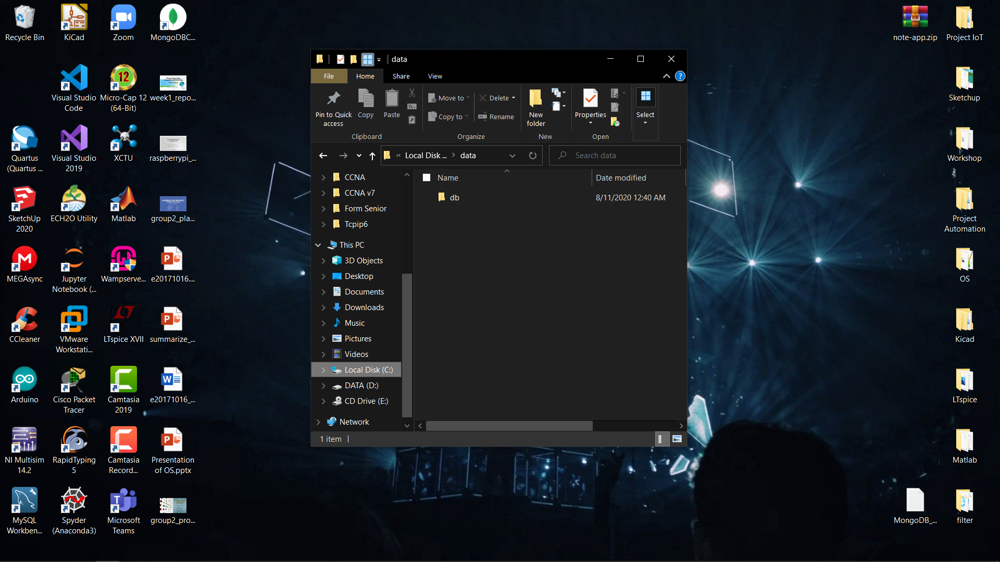 Recycle Bin
KiCad
Zoom
MongoDBC...
Visual Studio
Code
Micro-Cap 12
(64-Bit)
week1_repo...
Quartus
(Quartus ...
Visual Studio
2019
XCTU
raspberrypi_...
SketchUp
2020
ECH2O Utility
Matlab
group2_pla...
MEGAsync
Jupyter
Notebook (...
Wampserve...
e20171016....
CCleaner
VMware
Workstati...
LTspice XVII
summarize_...
Arduino
Cisco Packet
Tracer
Camtasia
2019
e20171016_...
NI Multisim
14.2
RapidTyping
5
Camtasia
Record...
Presentation
of OS.pptx
MySQL
Workben...
Spyder
(Anaconda3)
Microsoft
Teams
group2_pro...
data
File
Home
Share
View
Pin to Quick
access
Copy
Paste
Move to
Copy to
Delete
Rename
New
folder
Properties
Select
Clipboard
Organize
New
Open
« Local Disk ... > data
Search data
CCNA
CCNA v7
Form Senior
Tcpip6
This PC
3D Objects
Desktop
Documents
Downloads
Music
Pictures
Videos
Local Disk (C:)
DATA (D:)
CD Drive (E:)
Network
Name
Date modified
db
8/11/2020 12:40 AM
1 item
note-app.zip
Project IoT
Sketchup
Workshop
Project
Automation
OS
Kicad
LTspice
Matlab
MongoDB_...
filter